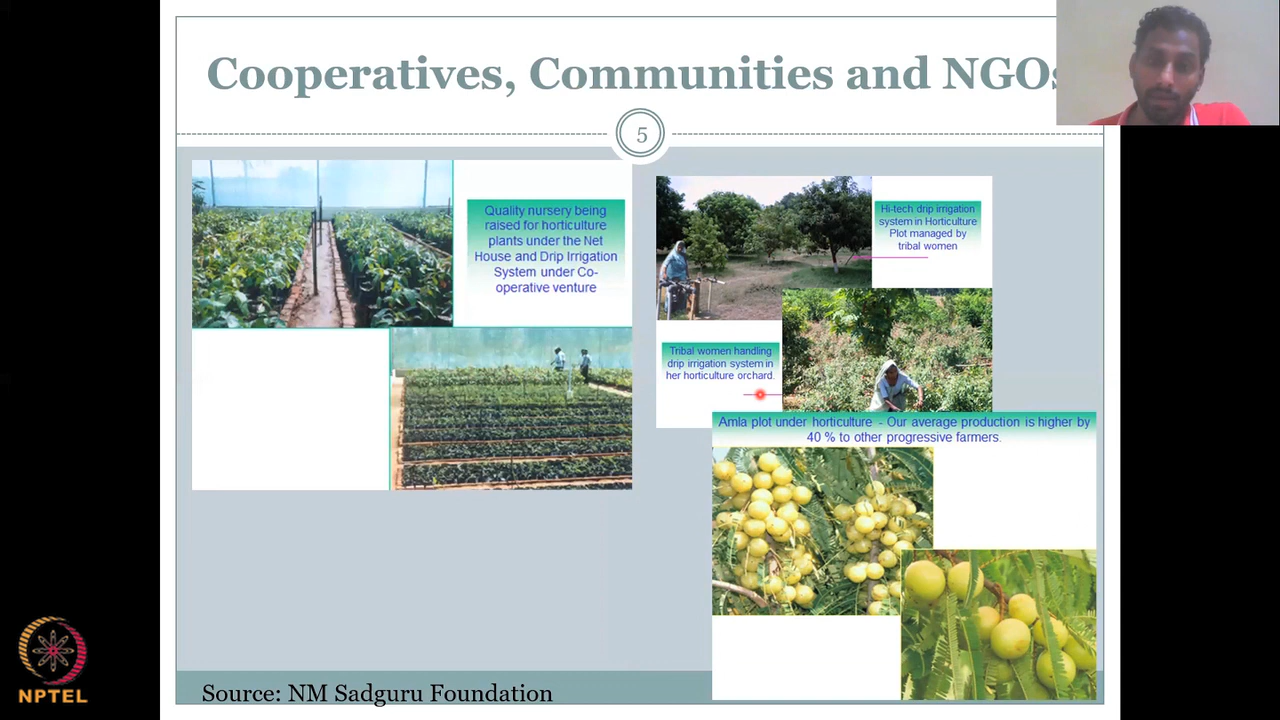 Cooperatives, Communities and NGOs
5
Quality nursery being
raised for horticulture
plants under the Net
House and Drip Irrigation
System under Co-
operative venture
Hi-tech drip irrigation
system in Horticulture
Plot managed by
tribal women
Tribal women handling
drip irrigation system in
her horticulture orchard.
Amla plot under horticulture - Our average production is higher by
40 % to other progressive farmers.
Source: NM Sadguru Foundation
NPTEL